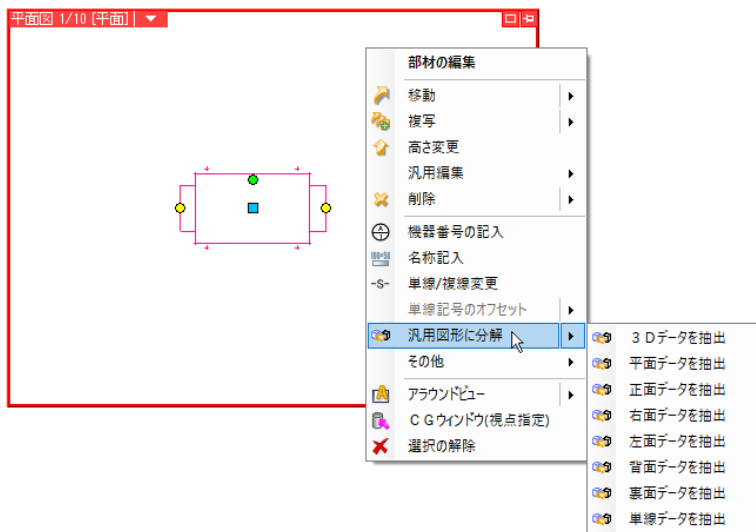 平面図 1/10 [平面]
部材の編集
移動
複写
高さ変更
汎用編集
削除
機器番号の記入
名称記入
-S- 単線/複線変更
単線記号のオフセット
汎用図形に分解
その他
アラウンドビュー
ＣＧウインドウ(視点指定)
選択の解除
３Ｄデータを抽出
平面データを抽出
正面データを抽出
右面データを抽出
左面データを抽出
背面データを抽出
裏面データを抽出
単線データを抽出